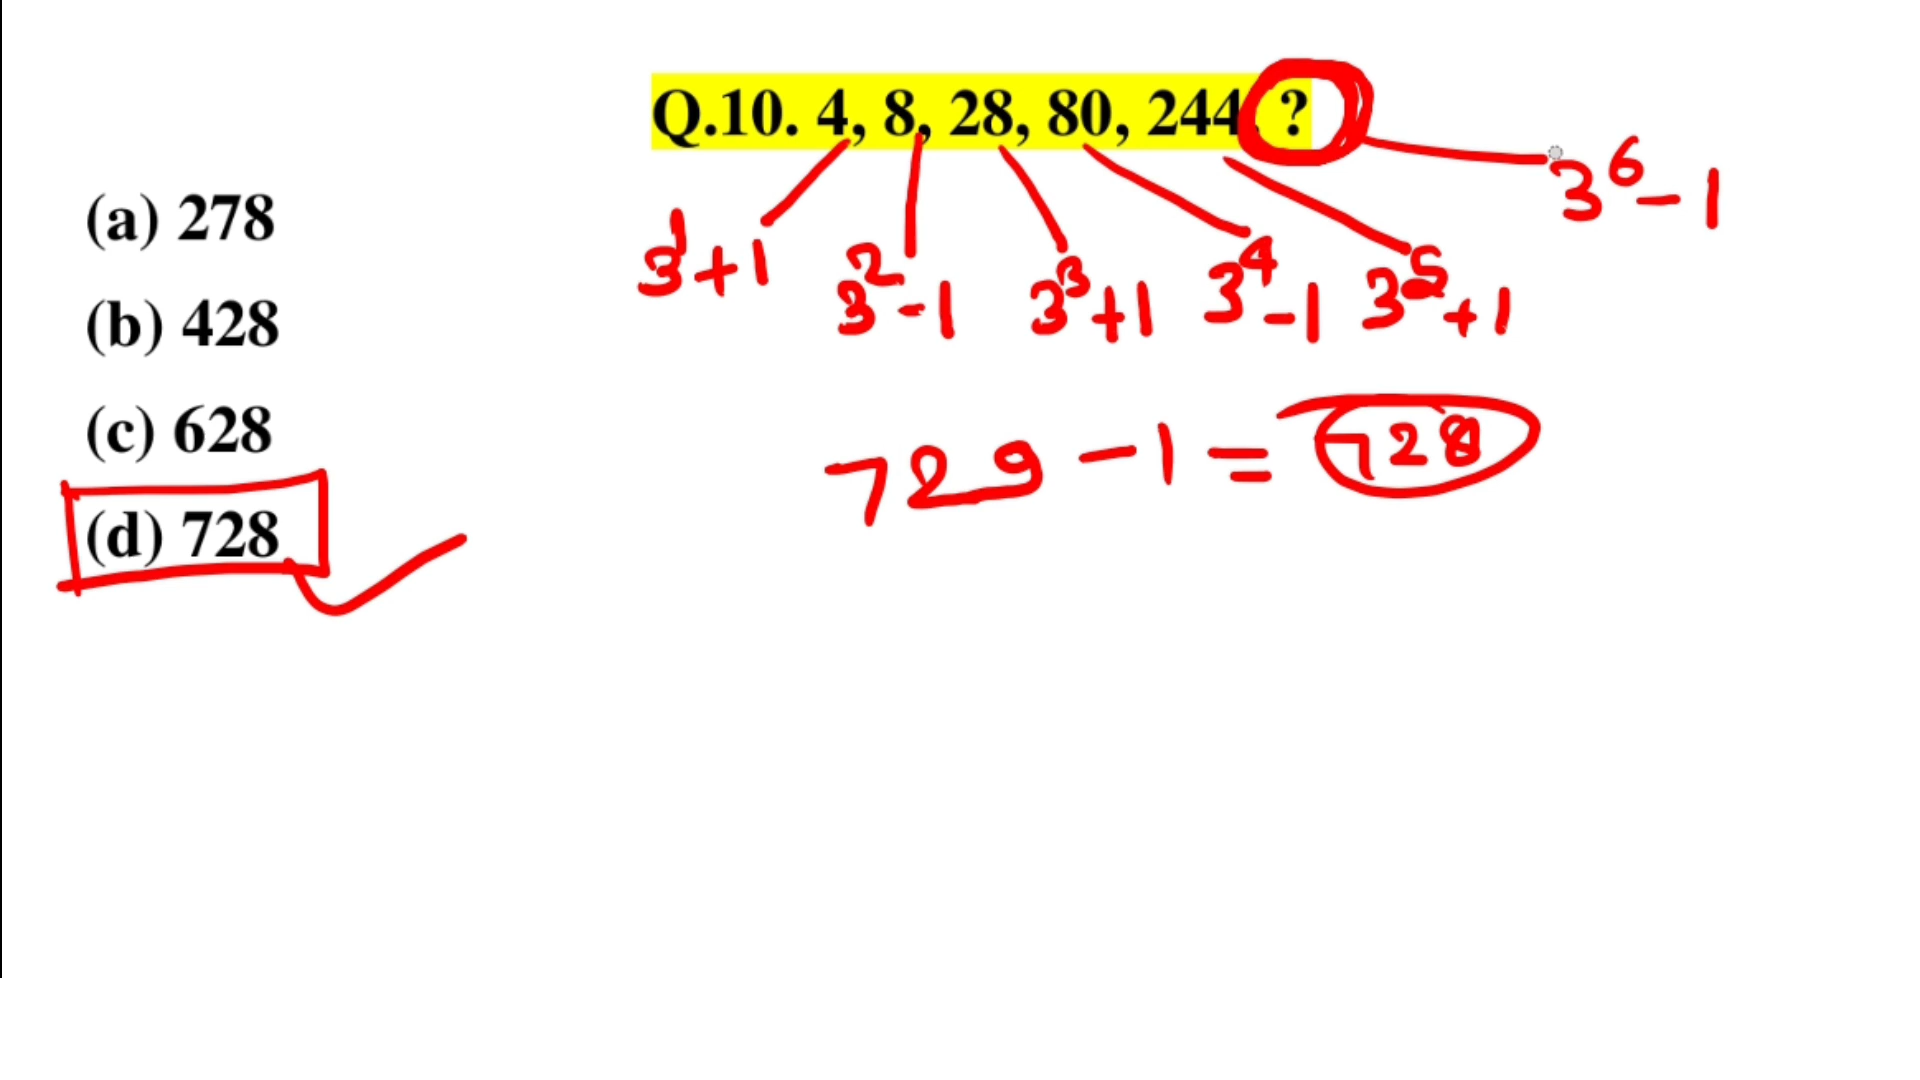 Q.10. 4, 8, 28, 80, 244, ?
3¹+1 3²-1 3³+1 3⁴-1 3⁵+1 3⁶-1
(a) 278
(b) 428
(c) 628
(d) 728
729-1=728